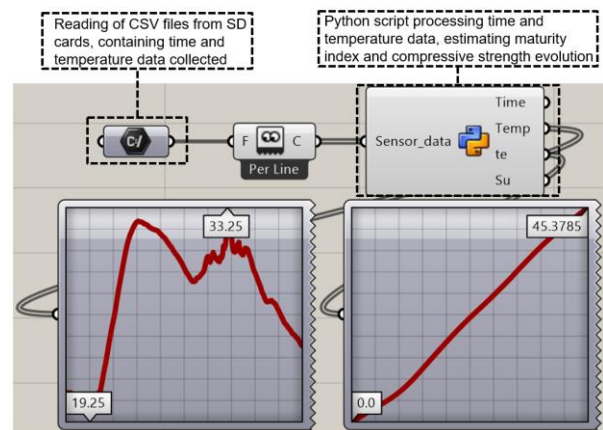 Reading of CSV files from SD
cards, containing time and
temperature data collected
Python script processing time and
temperature data, estimating maturity
index and compressive strength evolution
C:/
F
C
Per Line
Sensor_data
Time
Temp
te
Su
33.25
19.25
45.3785
0.0